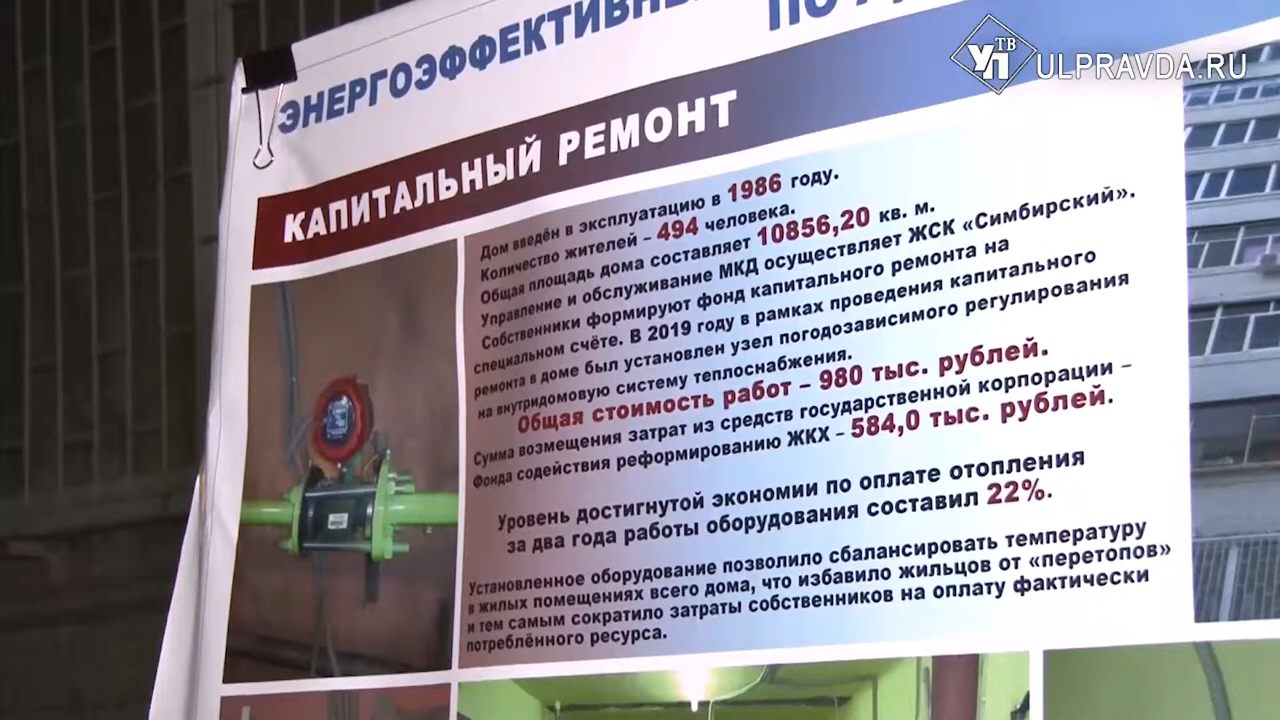 ЭНЕРГОЭФФЕКТИВНЫ
ПО
УП ТВ ULPRAVDA.RU
КАПИТАЛЬНЫЙ РЕМОНТ
Дом введён в эксплуатацию в 1986 году.
Количество жителей – 494 человека.
Общая площадь дома составляет 10856,20 кв. м.
Управление и обслуживание МКД осуществляет ЖСК «Симбирский».
Собственники формируют фонд капитального ремонта на
специальном счёте. В 2019 году в рамках проведения капитального
ремонта в доме был установлен узел погодозависимого регулирования
на внутридомовую систему теплоснабжения.
Общая стоимость работ – 980 тыс. рублей.
Сумма возмещения затрат из средств государственной корпорации –
Фонда содействия реформированию ЖКХ – 584,0 тыс. рублей.
Уровень достигнутой экономии по оплате отопления
за два года работы оборудования составил 22%.
Установленное оборудование позволило сбалансировать температуру
в жилых помещениях всего дома, что избавило жильцов от «перетопов»
и тем самым сократило затраты собственников на оплату фактически
потреблённого ресурса.